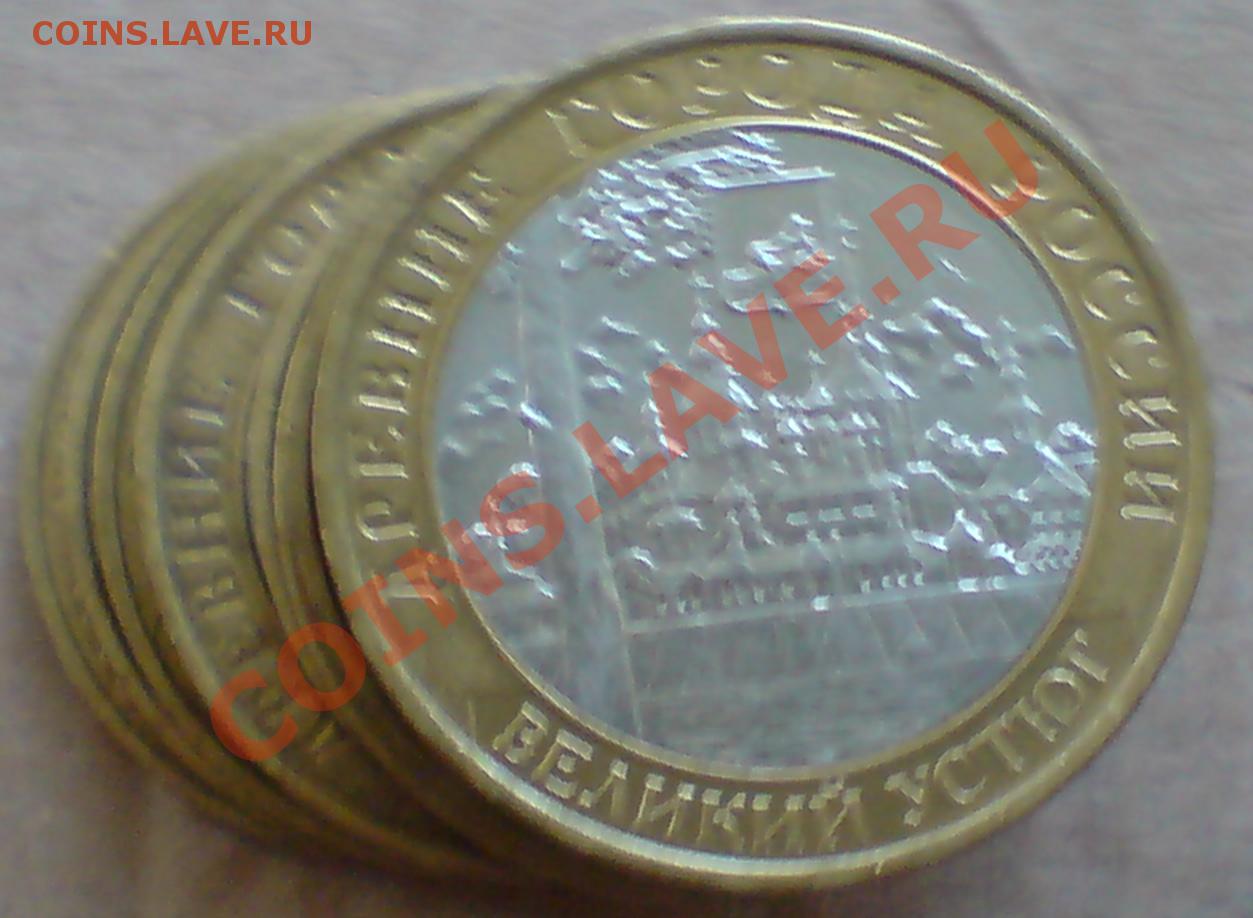 COINS.LAVE.RU
ДРЕВНИЕ ГОРОДА РОССИИ
ВЕЛИКИЙ УСТЮГ
COINS.LAVE.RU